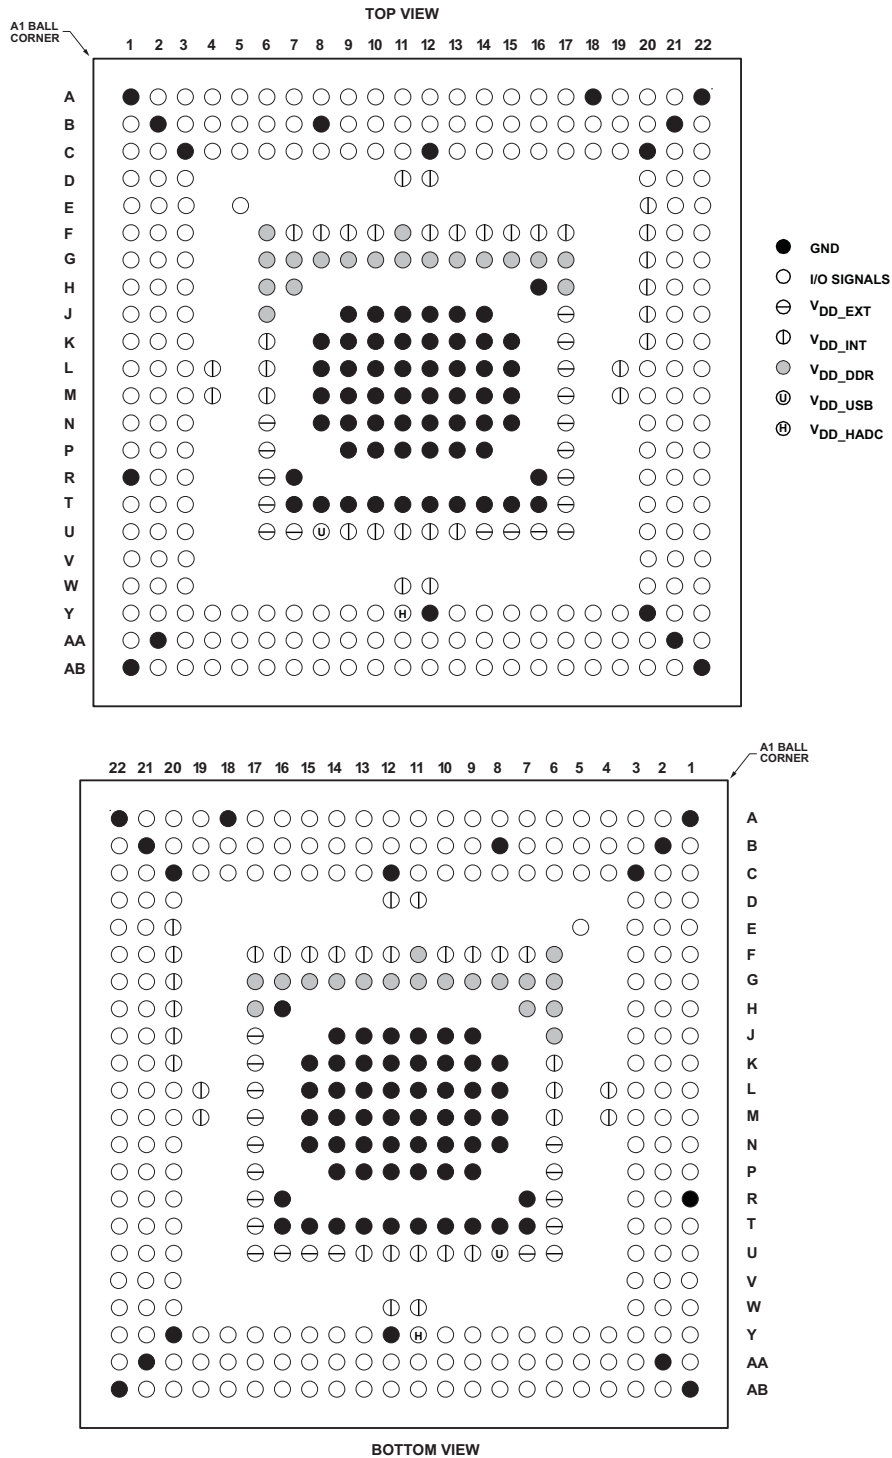 TOP VIEW
A1 BALL
CORNER
1 2 3 4 5 6 7 8 9 10 11 12 13 14 15 16 17 18 19 20 21 22
A
B
C
D
E
F
G
H
J
K
L
M
N
P
R
T
U
U
V
W
Y
H
AA
AB
GND
I/O SIGNALS
VDD_EXT
VDD_INT
VDD_DDR
U VDD_USB
H VDD_HADC
A1 BALL
CORNER
22 21 20 19 18 17 16 15 14 13 12 11 10 9 8 7 6 5 4 3 2 1
A
B
C
D
E
F
G
H
J
K
L
M
N
P
R
T
U U
V
W
H Y
AA
AB
BOTTOM VIEW